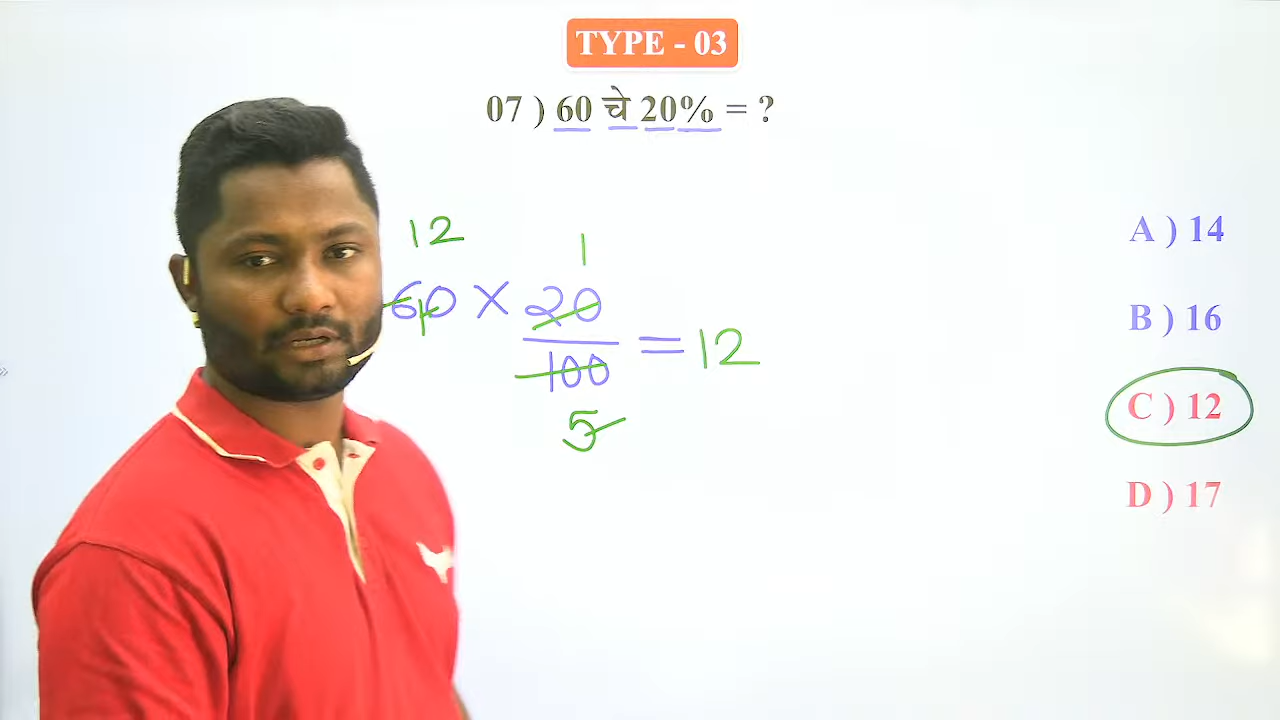 TYPE - 03
07 ) 60 चे 20% = ?
12 1
60 × 20 / 100 = 12
5
A ) 14
B ) 16
C ) 12
D ) 17